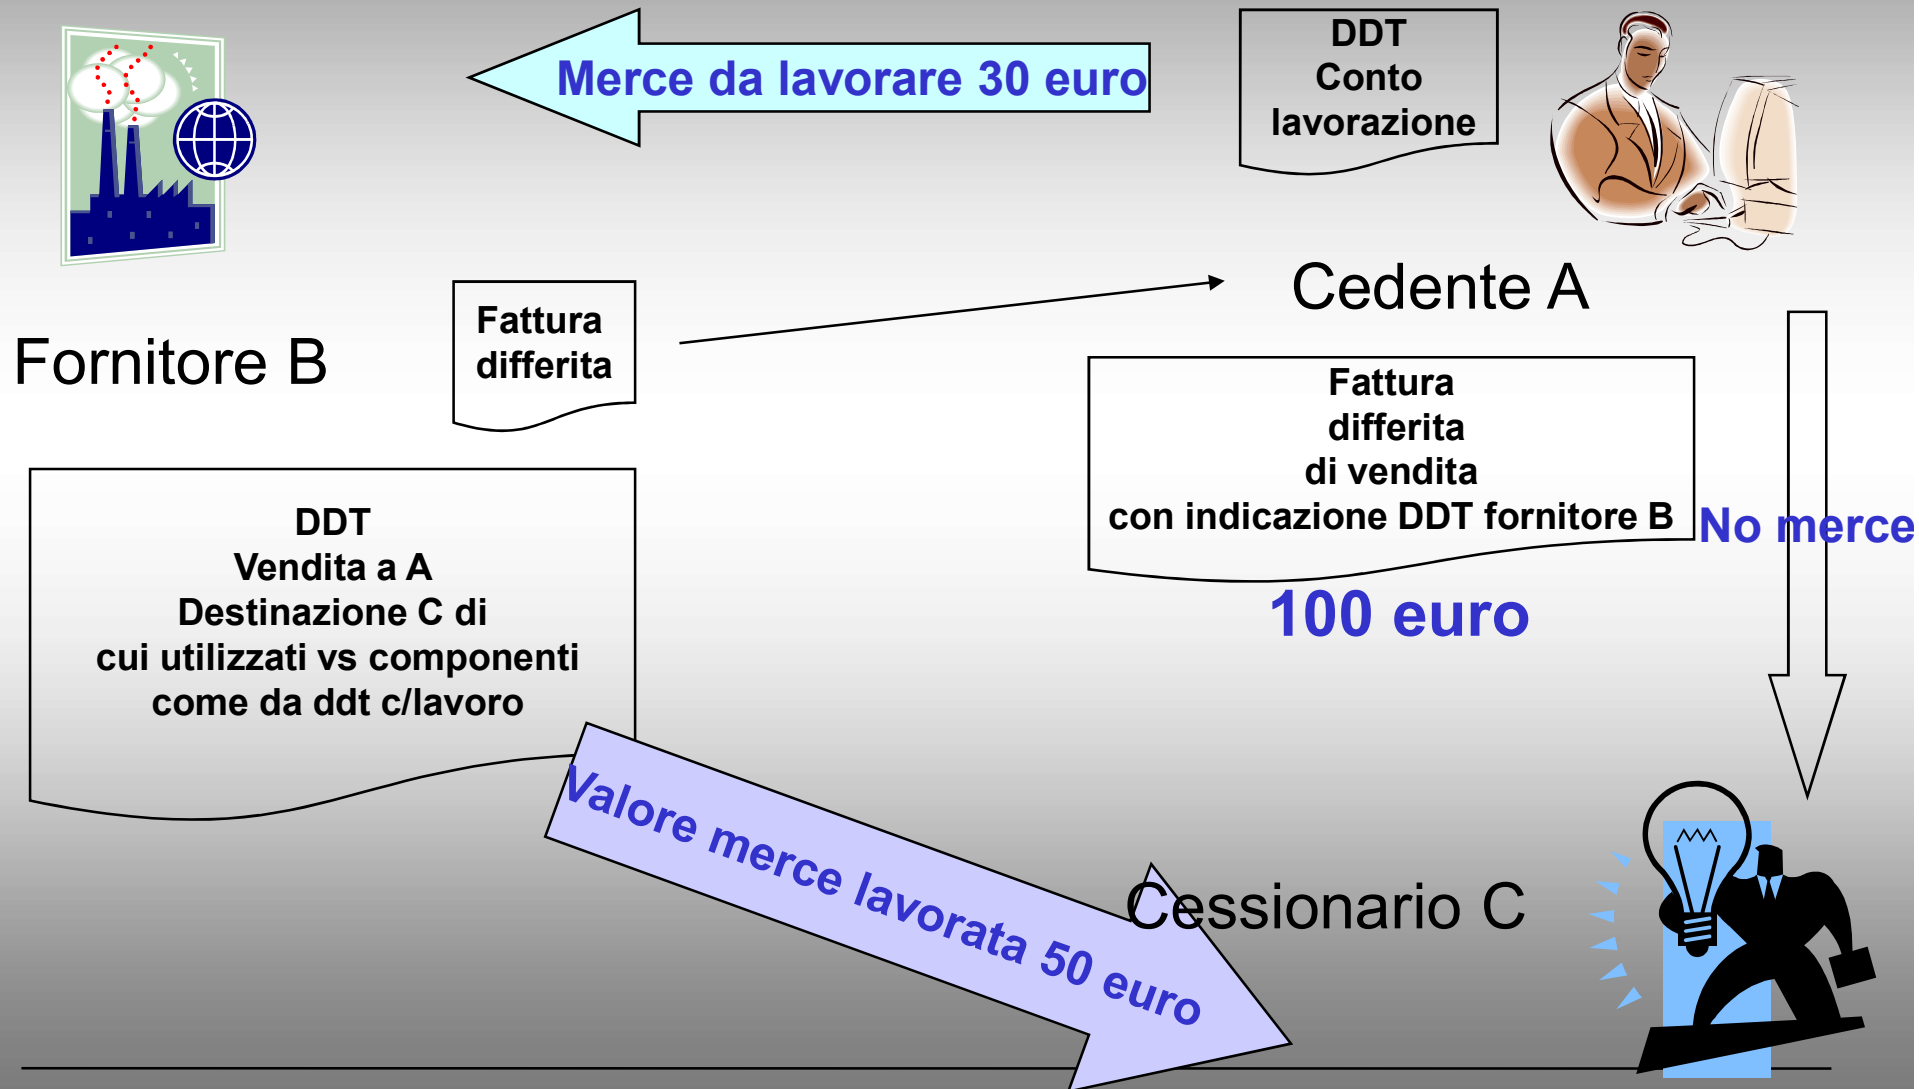 Merce da lavorare 30 euro
DDT
Conto
lavorazione
Cedente A
Fornitore B
Fattura
differita
Fattura
differita
di vendita
con indicazione DDT fornitore B
No merce
100 euro
DDT
Vendita a A
Destinazione C di
cui utilizzati vs componenti
come da ddt c/lavoro
Valore merce lavorata 50 euro
Cessionario C